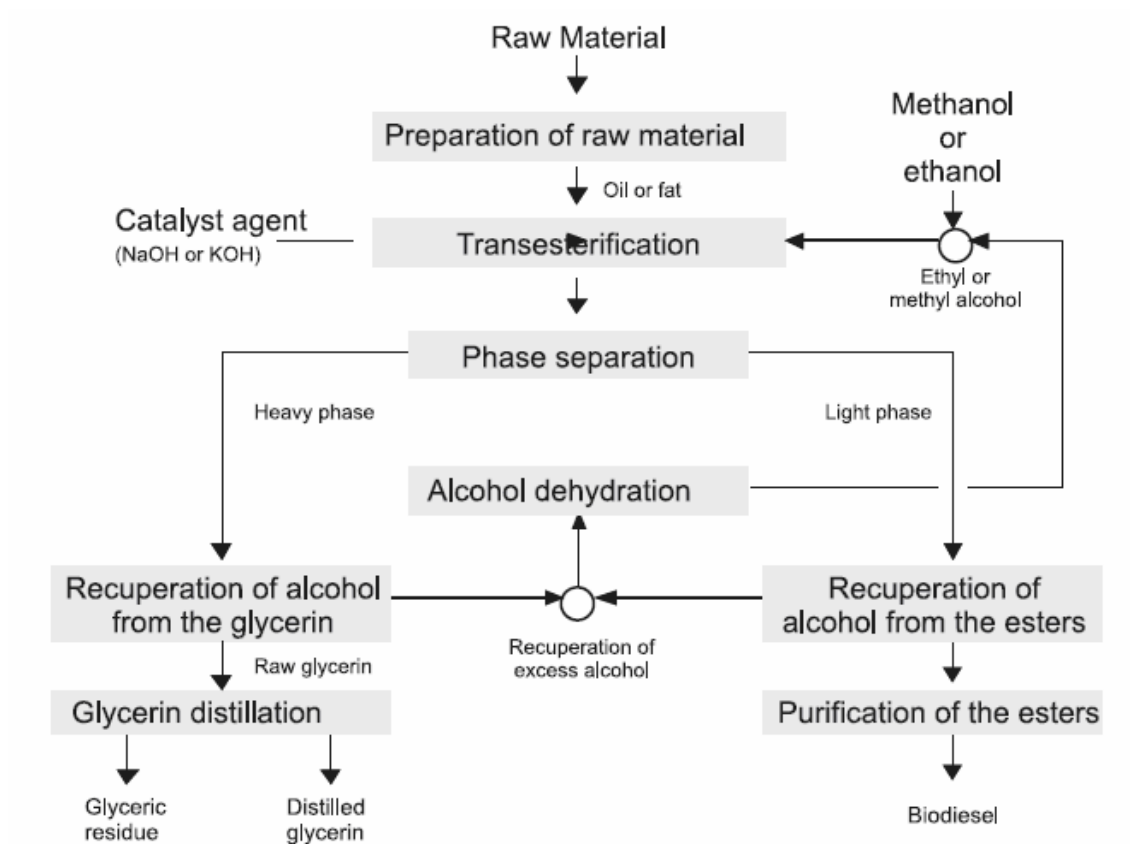 Raw Material
Preparation of raw material
Methanol
or
ethanol
Oil or fat
Catalyst agent
(NaOH or KOH)
Transesterification
Ethyl or
methyl alcohol
Phase separation
Heavy phase
Light phase
Alcohol dehydration
Recuperation of alcohol
from the glycerin
Recuperation of
alcohol from the esters
Recuperation of
excess alcohol
Raw glycerin
Glycerin distillation
Purification of the esters
Glyceric
residue
Distilled
glycerin
Biodiesel